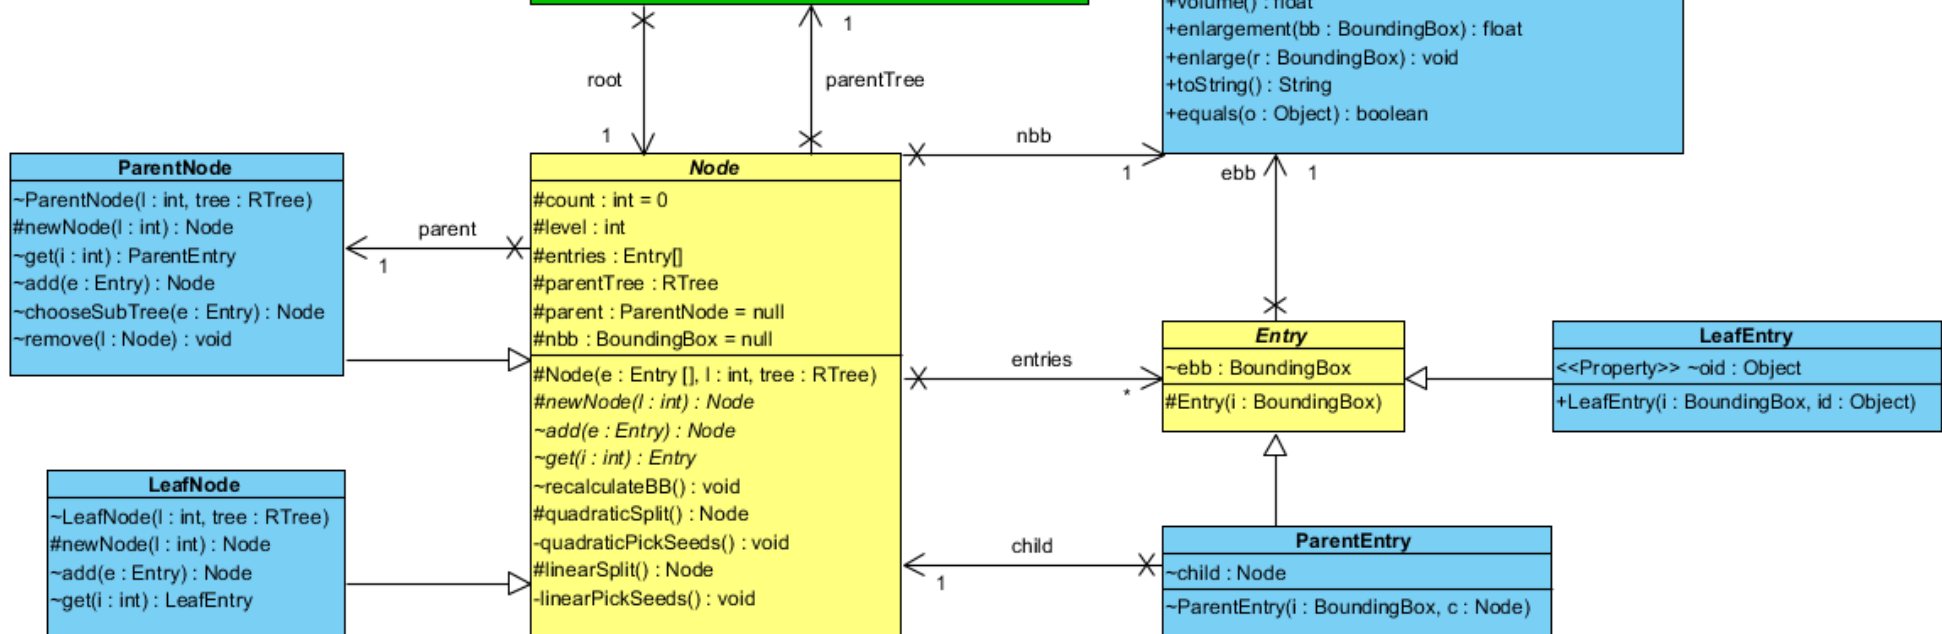 +volume() : float
+enlargement(bb : BoundingBox) : float
+enlarge(r : BoundingBox) : void
+toString() : String
+equals(o : Object) : boolean
1
root
parentTree
1
nbb
1
ebb
1
ParentNode
~ParentNode(l : int, tree : RTree)
#newNode(l : int) : Node
~get(i : int) : ParentEntry
~add(e : Entry) : Node
~chooseSubTree(e : Entry) : Node
~remove(l : Node) : void
parent
1
Node
#count : int = 0
#level : int
#entries : Entry[]
#parentTree : RTree
#parent : ParentNode = null
#nbb : BoundingBox = null
#Node(e : Entry [], l : int, tree : RTree)
#newNode(l : int) : Node
~add(e : Entry) : Node
~get(i : int) : Entry
~recalculateBB() : void
#quadraticSplit() : Node
-quadraticPickSeeds() : void
#linearSplit() : Node
-linearPickSeeds() : void
entries
*
Entry
~ebb : BoundingBox
#Entry(i : BoundingBox)
LeafEntry
<<Property>> ~oid : Object
+LeafEntry(i : BoundingBox, id : Object)
LeafNode
~LeafNode(l : int, tree : RTree)
#newNode(l : int) : Node
~add(e : Entry) : Node
~get(i : int) : LeafEntry
child
1
ParentEntry
~child : Node
~ParentEntry(i : BoundingBox, c : Node)